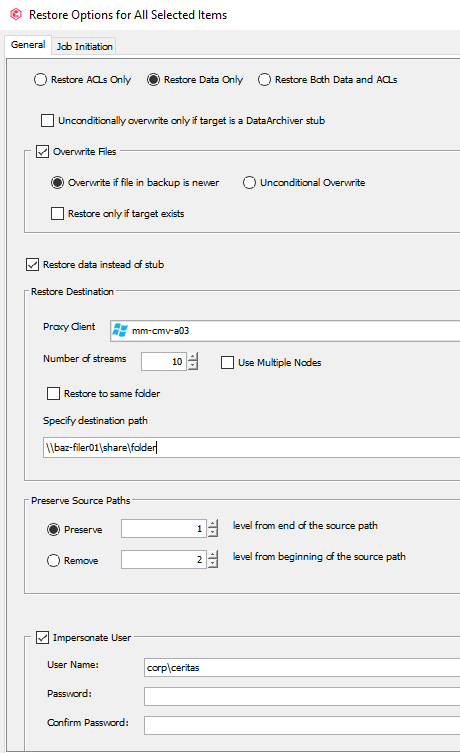 Restore Options for All Selected Items
General Job Initiation
Restore ACLs Only Restore Data Only Restore Both Data and ACLs
Unconditionally overwrite only if target is a DataArchiver stub
Overwrite Files
Overwrite if file in backup is newer Unconditional Overwrite
Restore only if target exists
Restore data instead of stub
Restore Destination
Proxy Client mm-cmv-a03
Number of streams 10 Use Multiple Nodes
Restore to same folder
Specify destination path
\\baz-filer01\share\folder
Preserve Source Paths
Preserve 1 level from end of the source path
Remove 2 level from beginning of the source path
Impersonate User
User Name: corp\ceritas
Password:
Confirm Password: